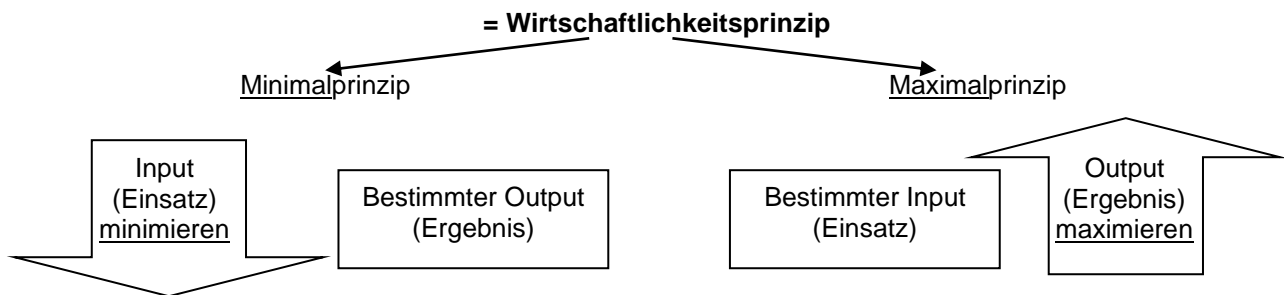 = Wirtschaftlichkeitsprinzip
Minimalprinzip
Maximalprinzip
Input
(Einsatz)
minimieren
Bestimmter Output
(Ergebnis)
Bestimmter Input
(Einsatz)
Output
(Ergebnis)
maximieren